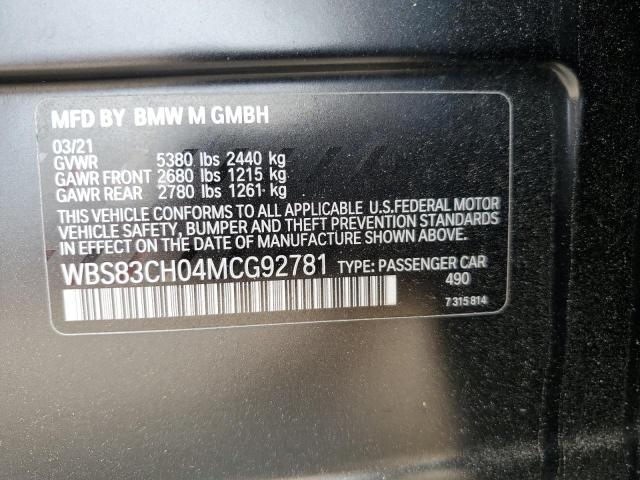 MFD BY BMW M GMBH
03/21
GVWR 5380 lbs 2440 kg
GAWR FRONT 2680 lbs 1215 kg
GAWR REAR 2780 lbs 1261 kg
THIS VEHICLE CONFORMS TO ALL APPLICABLE U.S.FEDERAL MOTOR
VEHICLE SAFETY, BUMPER AND THEFT PREVENTION STANDARDS
IN EFFECT ON THE DATE OF MANUFACTURE SHOWN ABOVE.
WBS83CH04MCG92781 TYPE: PASSENGER CAR
490
7 315 814